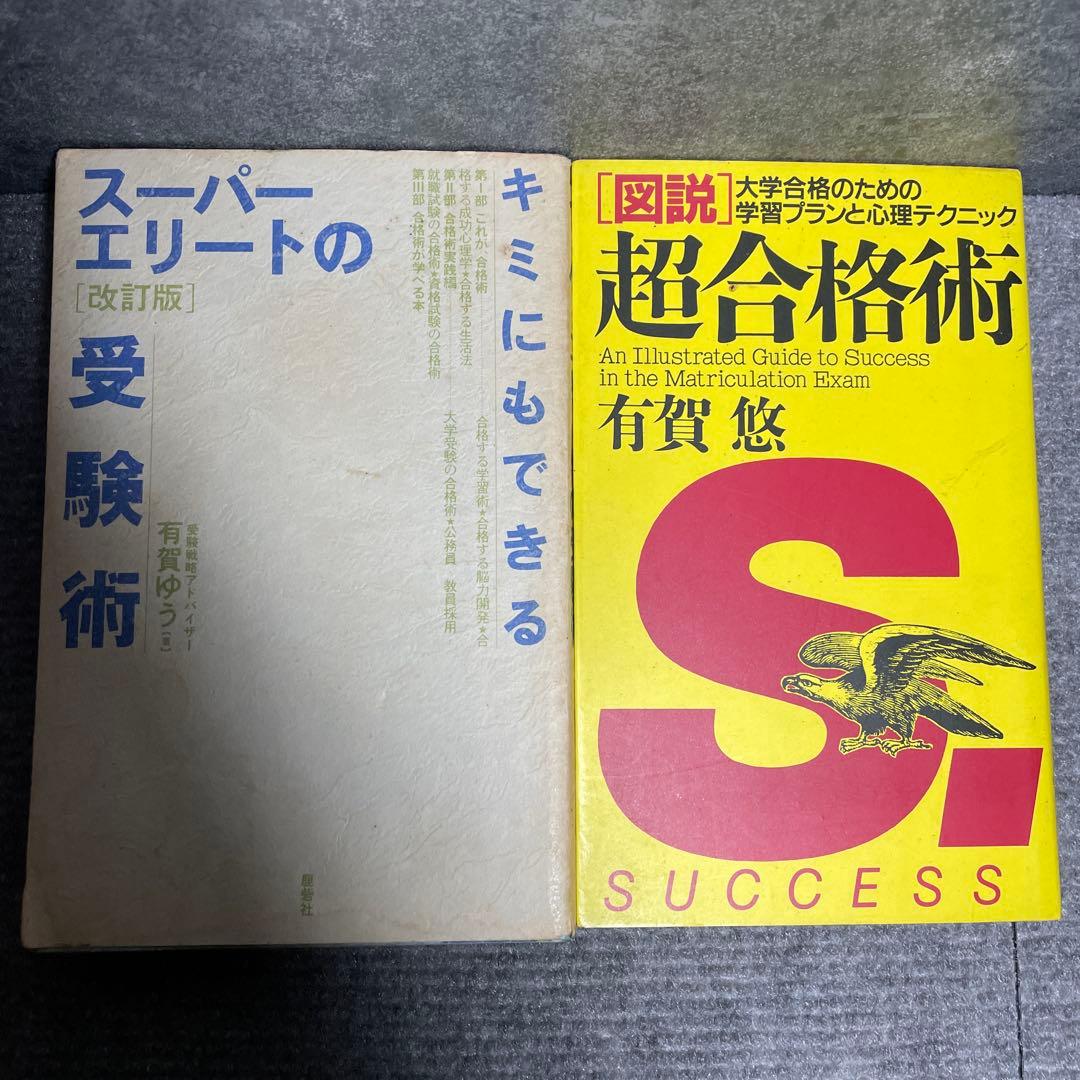 キミにもできる
スーパー
エリートの
[改訂版]
受験術
第Ⅰ部 これが 合格術 合格する学習術★合格する脳力開発★合
格する成功心理学★合格する生活法
第Ⅱ部 合格術実践編 大学受験の合格術★公務員 教員採用
就職試験の合格術★資格試験の合格術
第Ⅲ部 合格術が学べる本
受験戦略アドバイザー
有賀ゆう[著]
鹿砦社
[図説]
大学合格のための
学習プランと心理テクニック
超合格術
An Illustrated Guide to Success
in the Matriculation Exam
有賀 悠
S.
SUCCESS